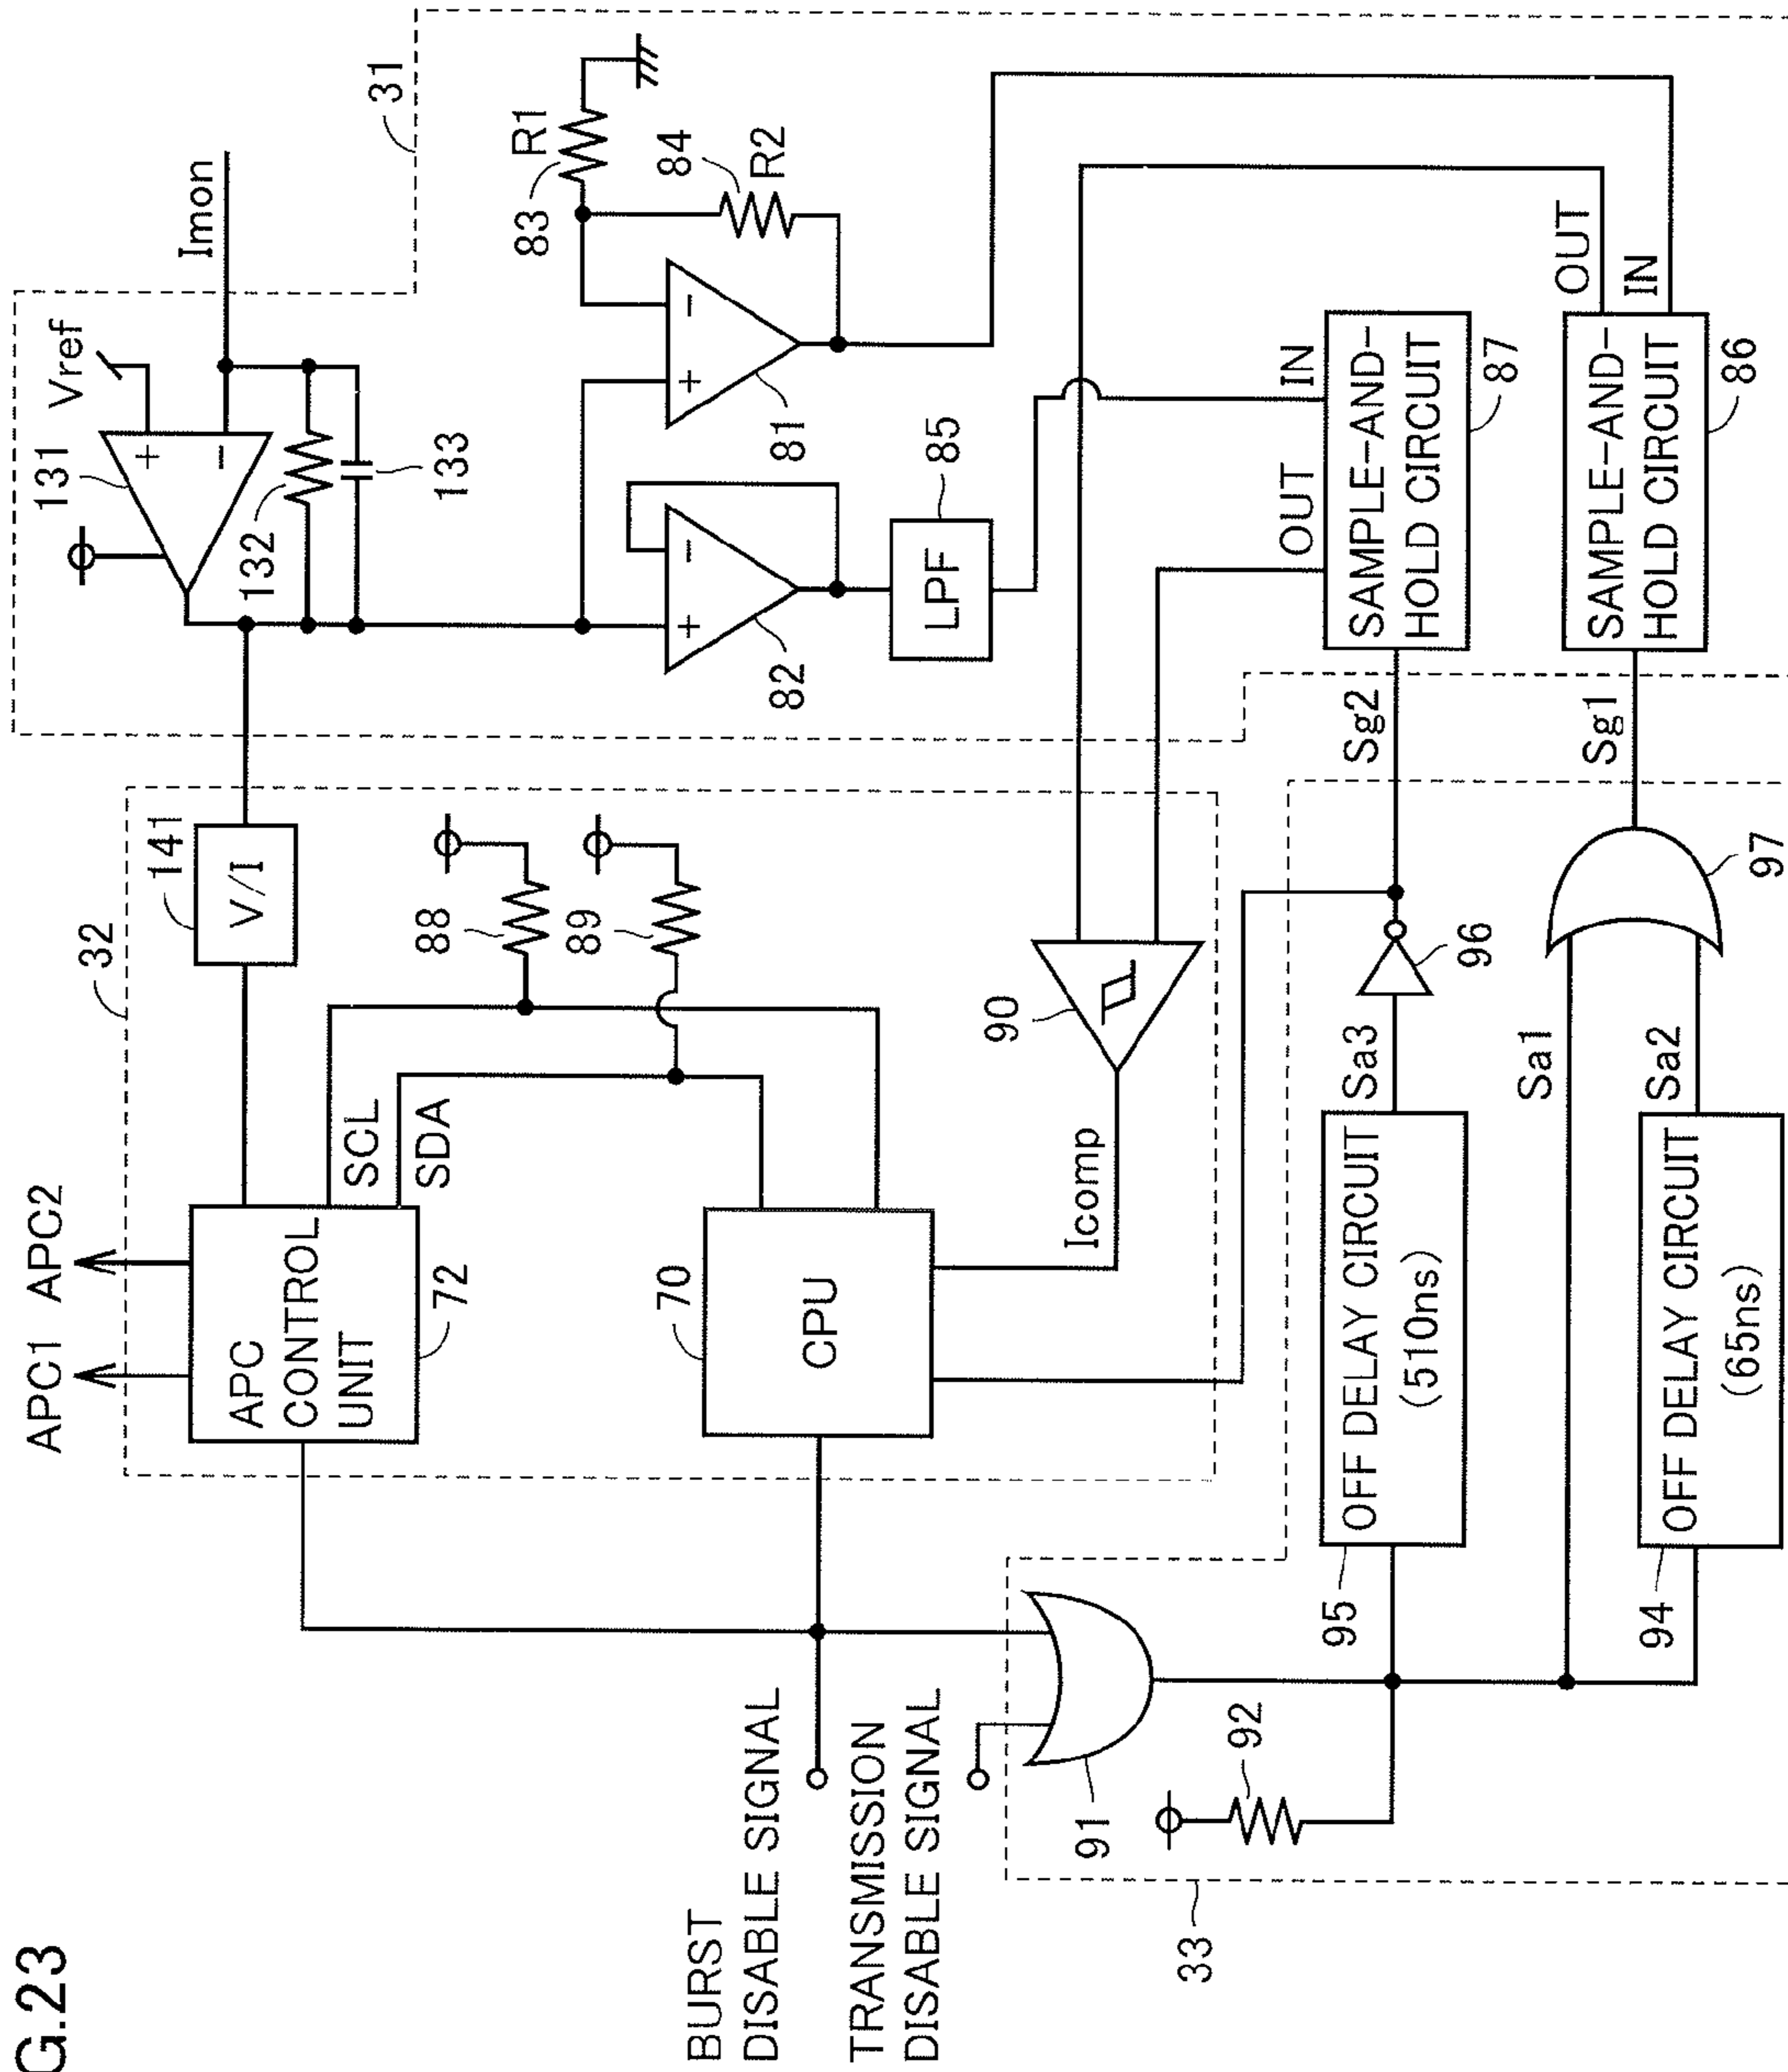 G.23
APC1
APC2
32
APC
CONTROL
UNIT
72
SCL
SDA
141
V/I
88
89
70
CPU
Icomp
90
131
Vref
Imon
132
133
31
R1
83
84
R2
81
82
85
LPF
OUT
IN
SAMPLE-AND-
HOLD CIRCUIT
87
OUT
IN
SAMPLE-AND-
HOLD CIRCUIT
86
Sg2
Sg1
BURST
DISABLE SIGNAL
TRANSMISSION
DISABLE SIGNAL
33
91
92
95
OFF DELAY CIRCUIT
(510ns)
Sa3
96
Sa1
94
OFF DELAY CIRCUIT
(65ns)
Sa2
97
+
-
+
-
+
-